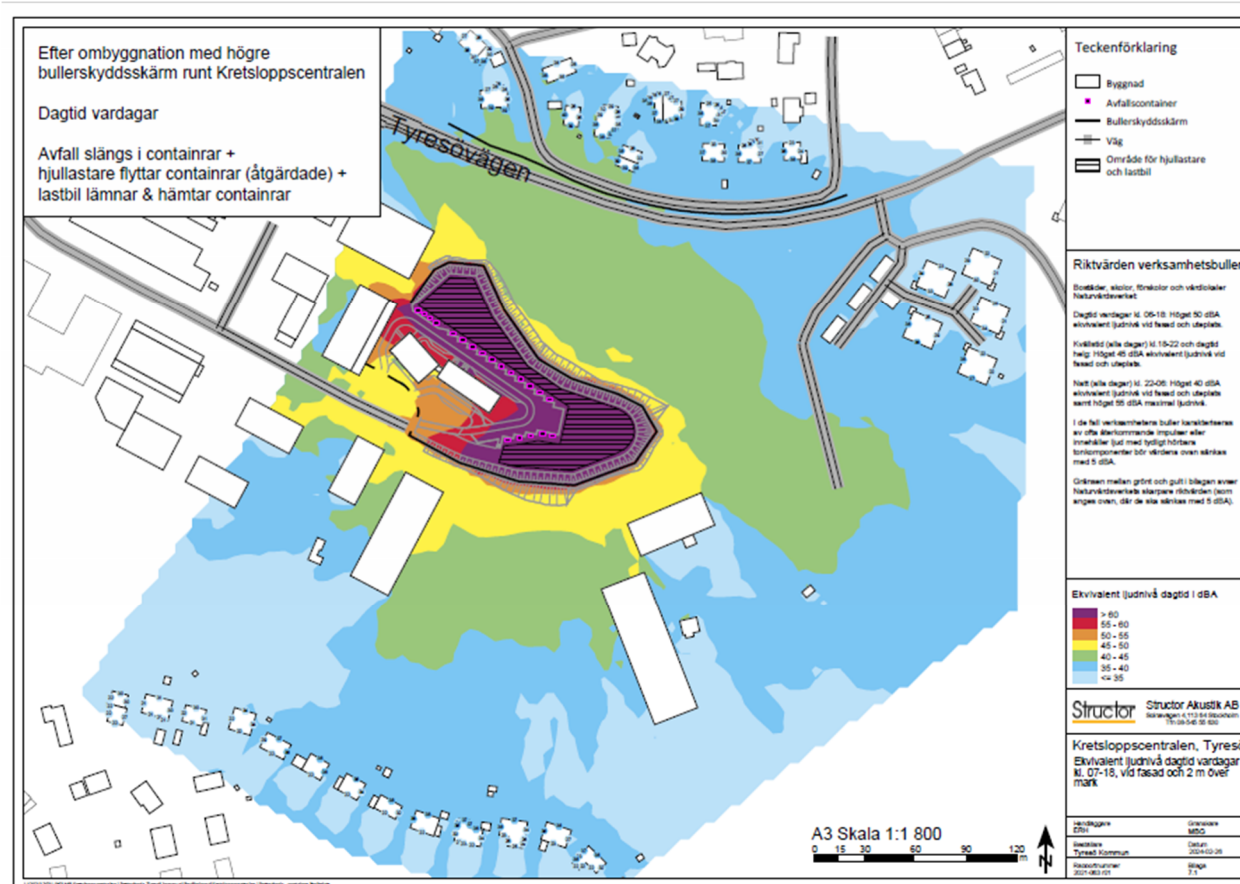 Efter ombyggnation med högre
bullerskyddsskärm runt Kretsloppscentralen
Dagtid vardagar
Avfall slängs i containrar +
hjullastare flyttar containrar (åtgärdade) +
lastbil lämnar & hämtar containrar
Tyresövägen
A3 Skala 1:1 800
0 15 30 60 90 120
m
N
Teckenförklaring
Byggnad
Avfallscontainer
Bullerskyddsskärm
Väg
Område för hjullastare
och lastbil
Riktvärden verksamhetsbuller
Bostäder, skolor, förskolor och vårdlokaler
Naturvårdsverket:
Dagtid vardagar kl. 06-18: Högst 50 dBA
ekvivalent ljudnivå vid fasad och uteplats.
Kvällstid (alla dagar) kl.18-22 och dagtid
helg: Högst 45 dBA ekvivalent ljudnivå vid
fasad och uteplats.
Natt (alla dagar) kl. 22-06: Högst 40 dBA
ekvivalent ljudnivå vid fasad och uteplats
samt högst 55 dBA maximal ljudnivå.
I de fall verksamhetens buller karakteriseras
av ofta återkommande impulser eller
innehåller ljud med tydligt hörbara
tonkomponenter bör värdena ovan sänkas
med 5 dBA.
Gränsen mellan grönt och gult i bilagan avser
Naturvårdsverkets skarpare riktvärden (som
anges ovan, där de ska sänkas med 5 dBA).
Ekvivalent ljudnivå dagtid i dBA
> 60
55 - 60
50 - 55
45 - 50
40 - 45
35 - 40
<= 35
Structor
Structor Akustik AB
Kretsloppscentralen, Tyresö
Ekvivalent ljudnivå dagtid vardagar
kl. 07-18, vid fasad och 2 m över
mark
Handläggare Granskare
ERH MSG
Beställare Datum
Tyresö Kommun 2024-02-26
Rapportnummer Bilaga
7.1